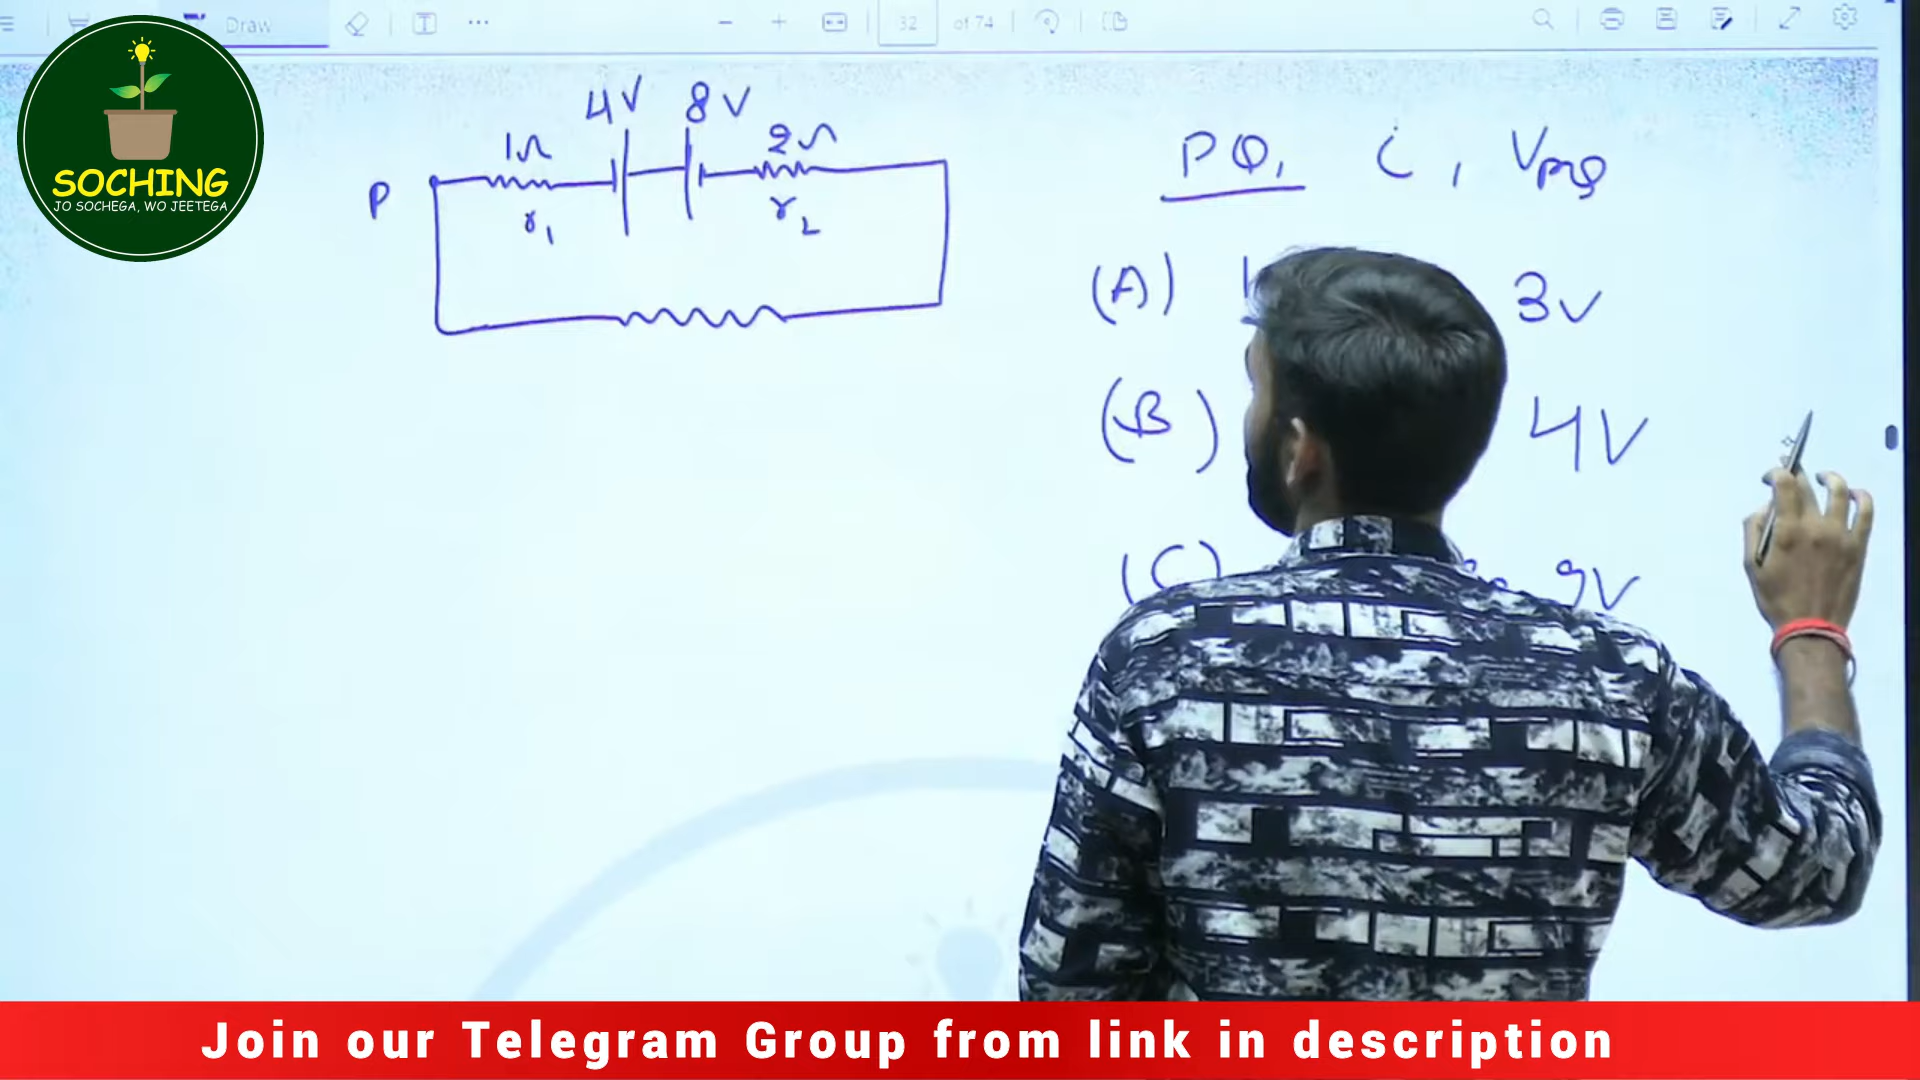 Draw
32 of 74
SOCHING
JO SOCHEGA, WO JEETEGA
4V 8V
1Ω 2Ω
P
r1 r2
PQ, i, VPQ
(A) 3V
(B) 4V
(C) 9V
Join our Telegram Group from link in description